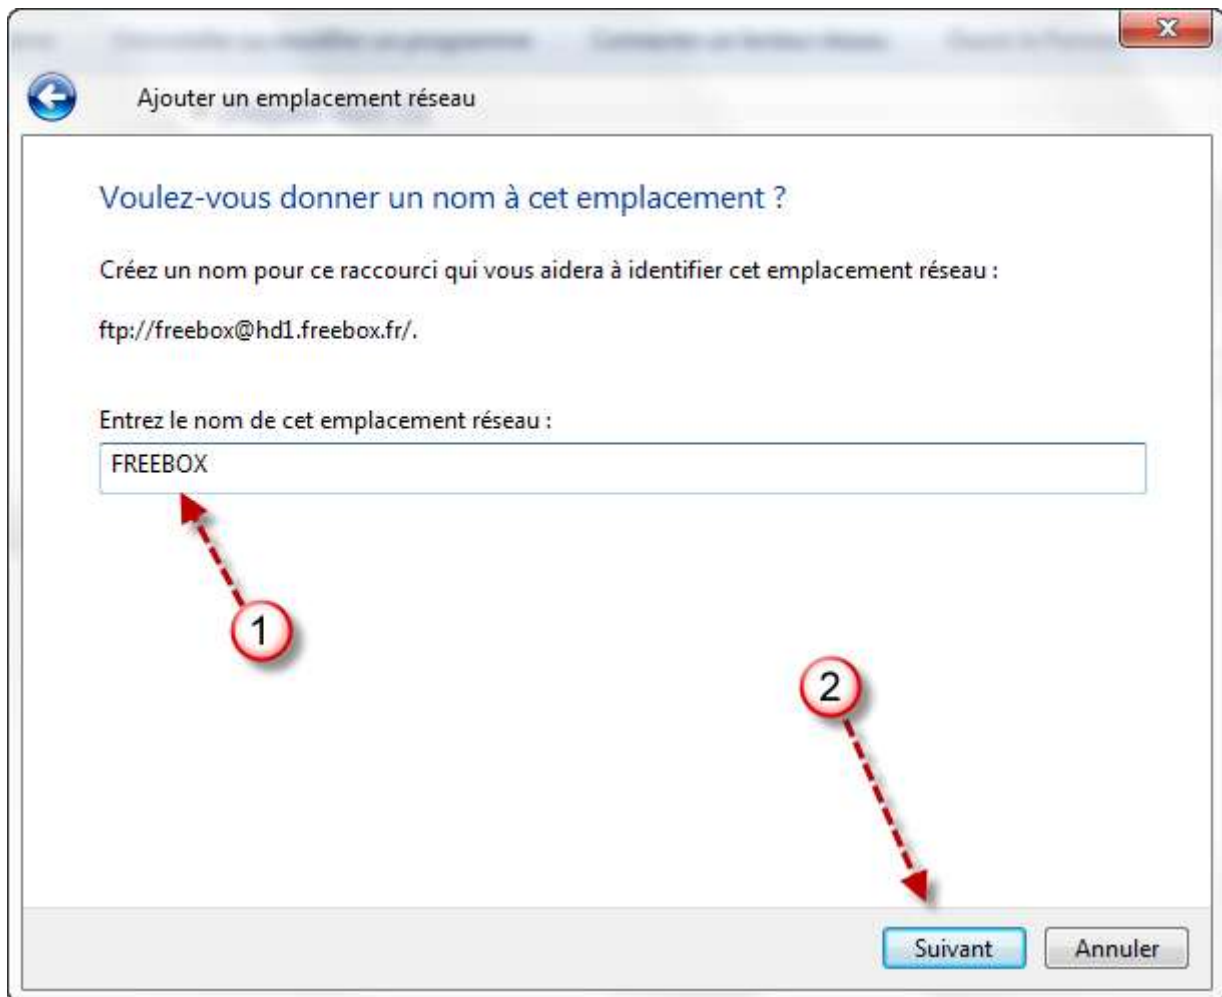 Ajouter un emplacement réseau
Voulez-vous donner un nom à cet emplacement ?
Créez un nom pour ce raccourci qui vous aidera à identifier cet emplacement réseau :
ftp://freebox@hd1.freebox.fr/.
Entrez le nom de cet emplacement réseau :
FREEBOX
1
2
Suivant
Annuler